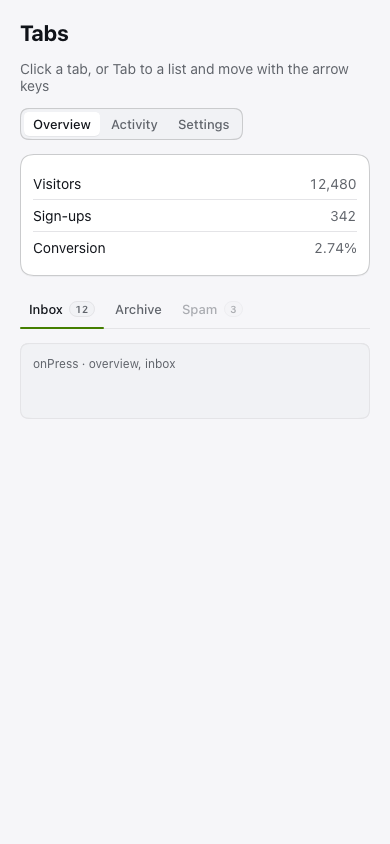 Tabs
Click a tab, or Tab to a list and move with the arrow
keys
Overview Activity Settings
Visitors 12,480
Sign-ups 342
Conversion 2.74%
Inbox 12 Archive Spam 3
onPress · overview, inbox